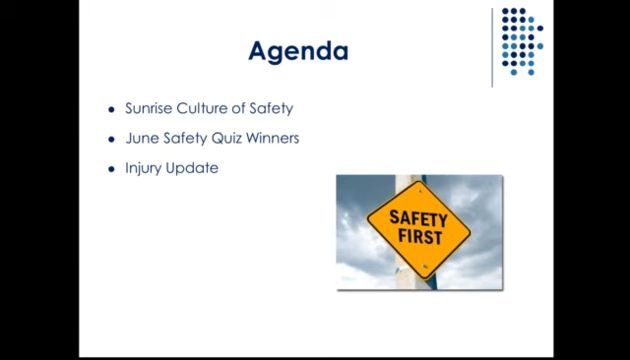 Agenda
Sunrise Culture of Safety
June Safety Quiz Winners
Injury Update
SAFETY
FIRST